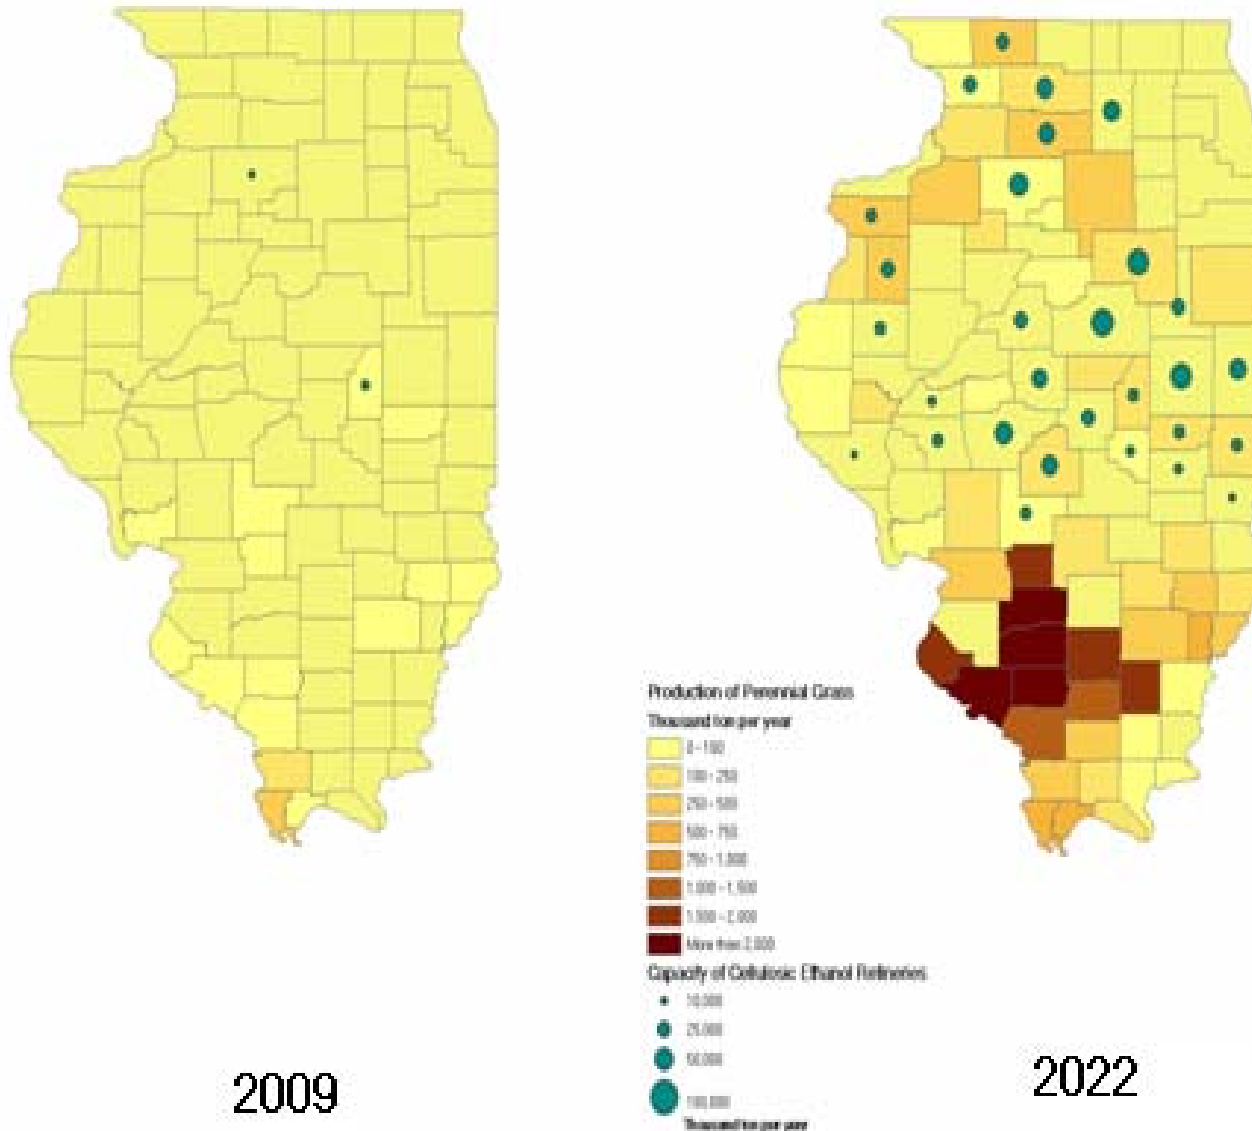 Production of Perennial Grass
Thousand ton per year
0 - 100
100 - 250
250 - 500
500 - 750
750 - 1,000
1,000 - 1,500
1,500 - 2,000
More than 2,000
Capacity of Cellulosic Ethanol Refineries
10,000
25,000
50,000
100,000
Thousand ton per year
2009
2022